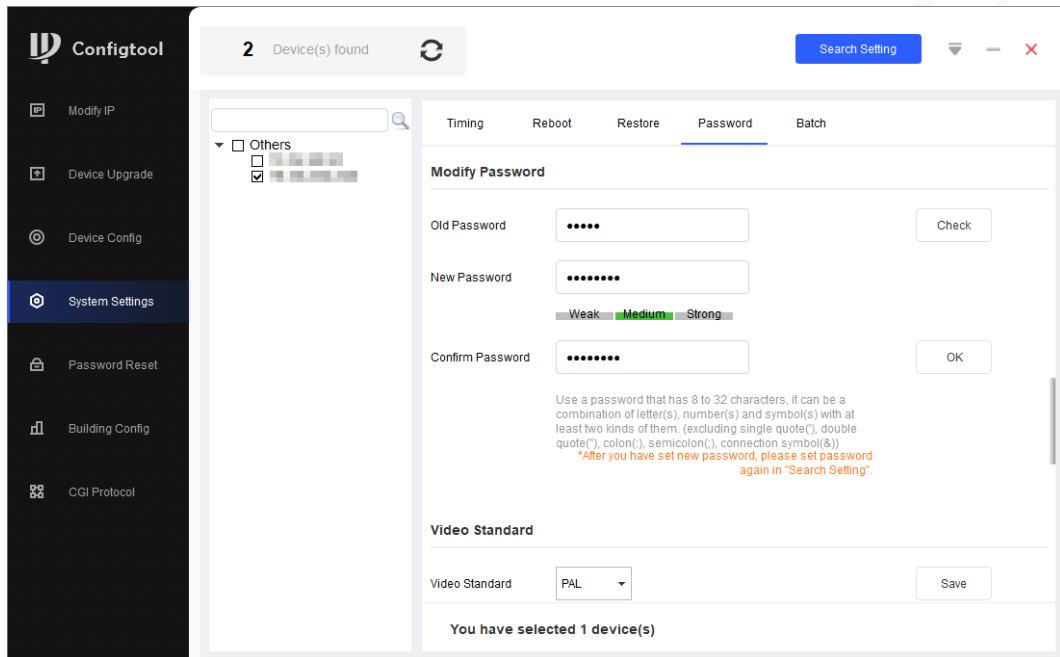 Configtool
2 Device(s) found
Search Setting
Modify IP
Device Upgrade
Device Config
System Settings
Password Reset
Building Config
CGI Protocol
Others
Timing Reboot Restore Password Batch
Modify Password
Old Password ••••• Check
New Password ••••••••
Weak Medium Strong
Confirm Password •••••••• OK
Use a password that has 8 to 32 characters, it can be a
combination of letter(s), number(s) and symbol(s) with at
least two kinds of them. (excluding single quote('), double
quote("), colon(:), semicolon(;), connection symbol(&))
*After you have set new password, please set password
again in "Search Setting".
Video Standard
Video Standard PAL Save
You have selected 1 device(s)